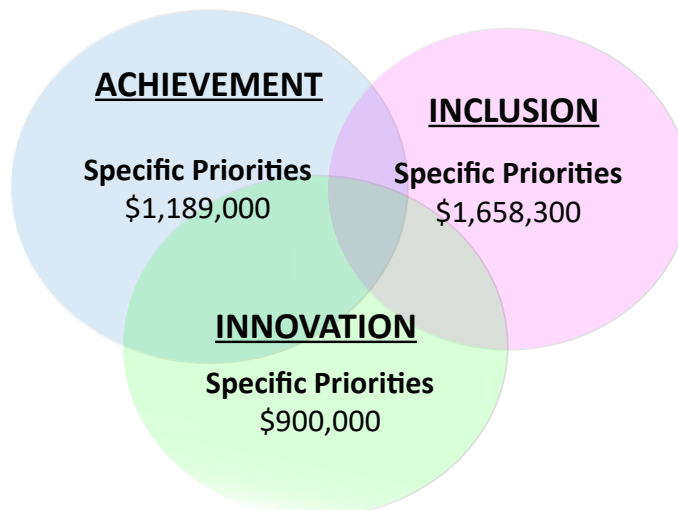 ACHIEVEMENT
Specific Priorities
$1,189,000
INCLUSION
Specific Priorities
$1,658,300
INNOVATION
Specific Priorities
$900,000